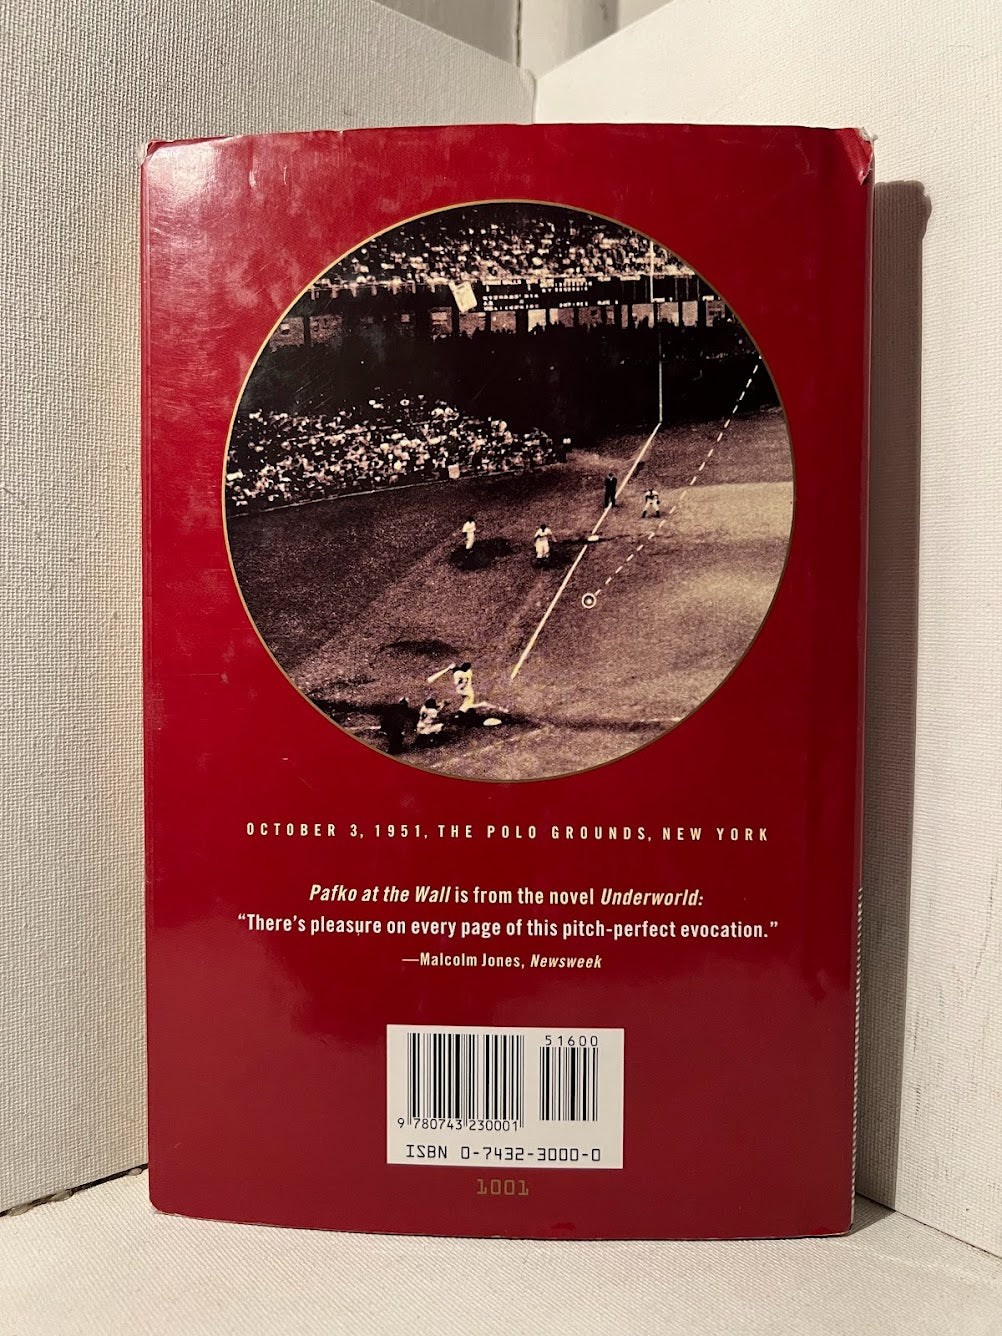 OCTOBER 3, 1951, THE POLO GROUNDS, NEW YORK
Pafko at the Wall is from the novel Underworld:
“There’s pleasure on every page of this pitch-perfect evocation.”
—Malcolm Jones, Newsweek
51600
9 780743 230001
ISBN 0-7432-3000-0
1001